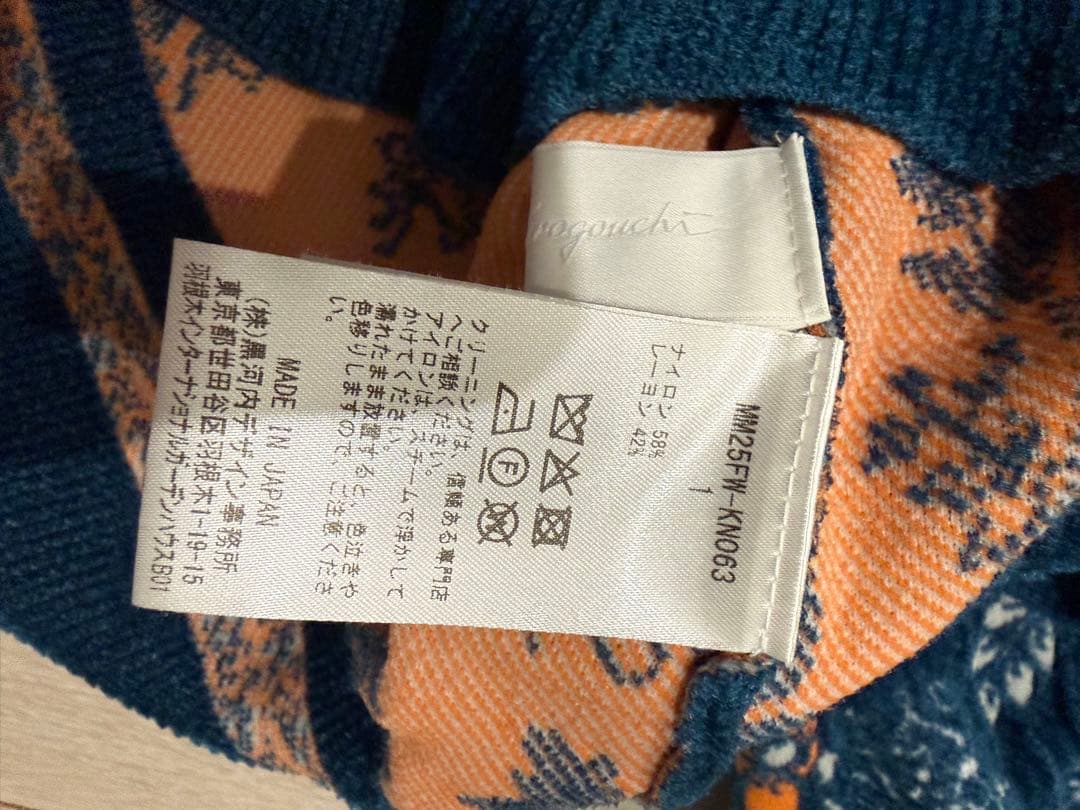 rogouchi
MM25FW-KN063
1
ナイロン 58%
レーヨン 42%
F
クリーニングは、信頼ある専門店
へご相談ください。
アイロンは、スチームで浮かして
かけてください。
濡れたまま放置すると、色泣きや
色移りしますので、ご注意くださ
い。
MADE IN JAPAN
(株)黒河内デザイン事務所
東京都世田谷区羽根木1-19-15
羽根木インターナショナルガーデンハウスB01